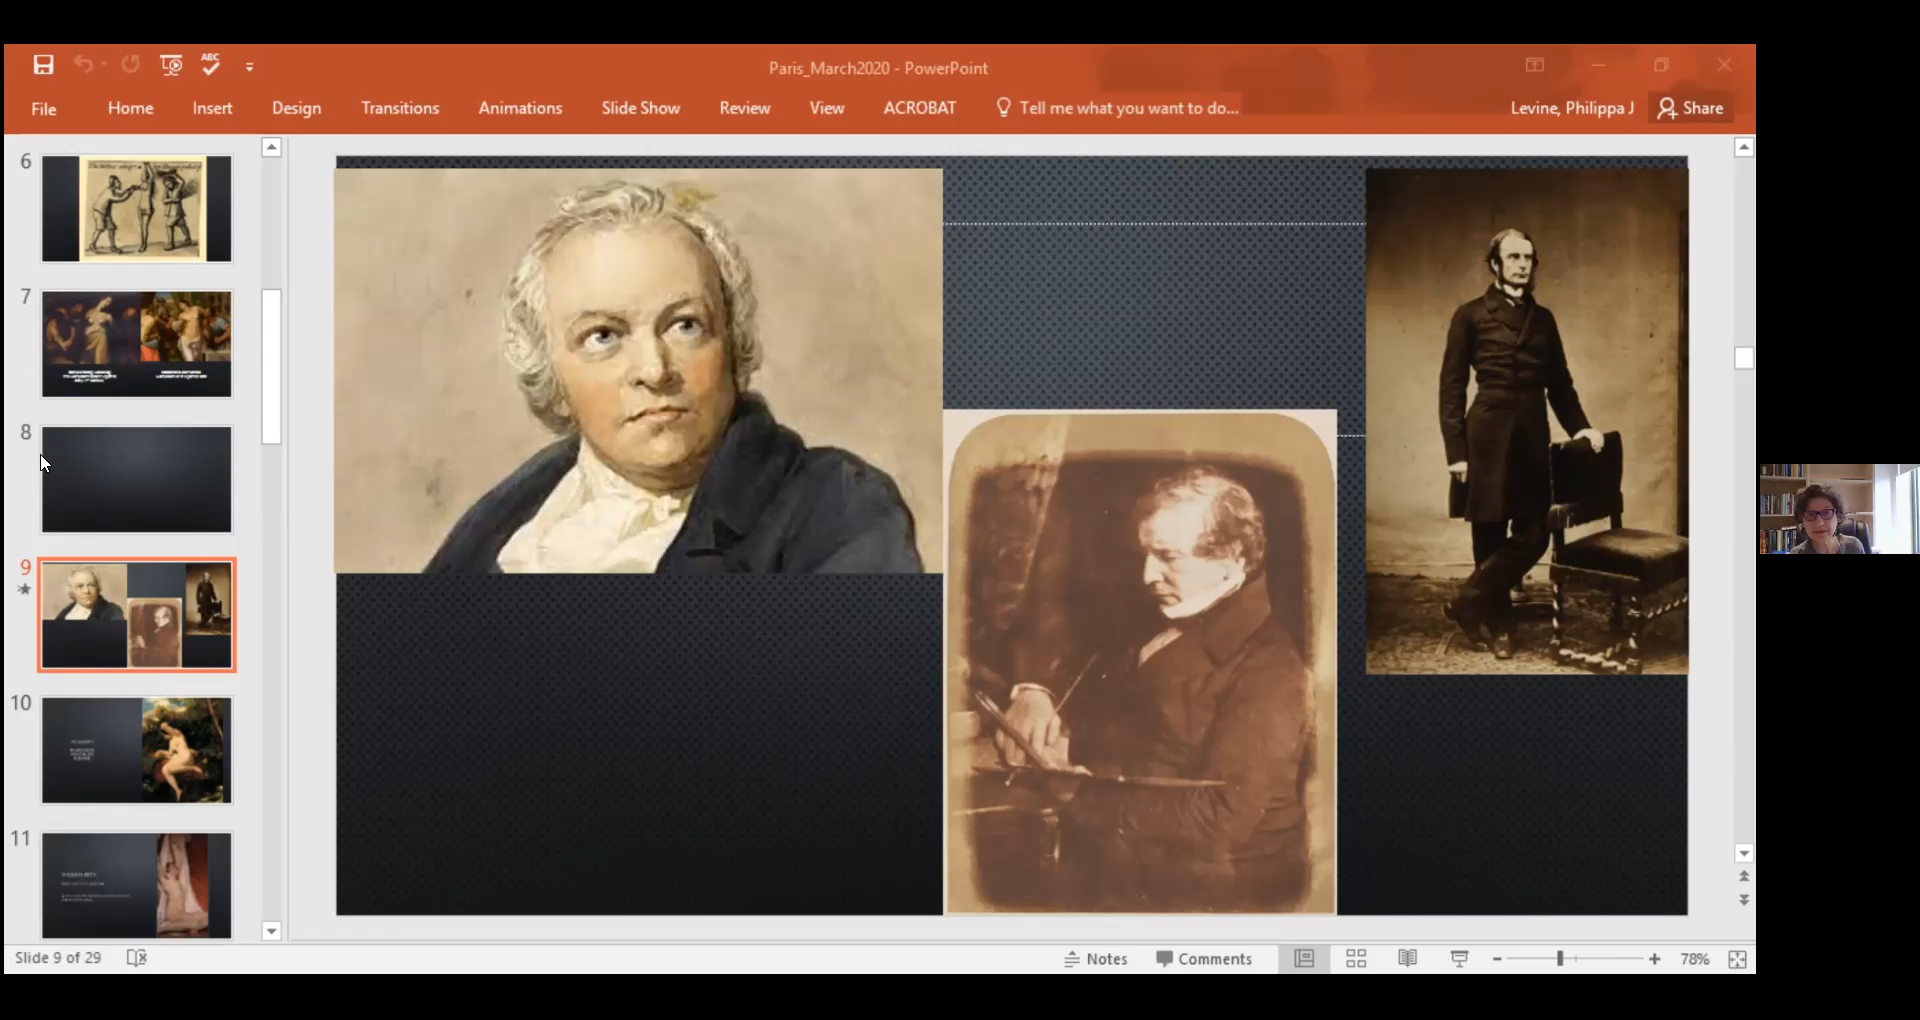 ABC
Paris_March2020 - PowerPoint
File Home Insert Design Transitions Animations Slide Show Review View ACROBAT Tell me what you want to do... Levine, Philippa J Share
6
7
8
9
10
11
Slide 9 of 29 Notes Comments 78%